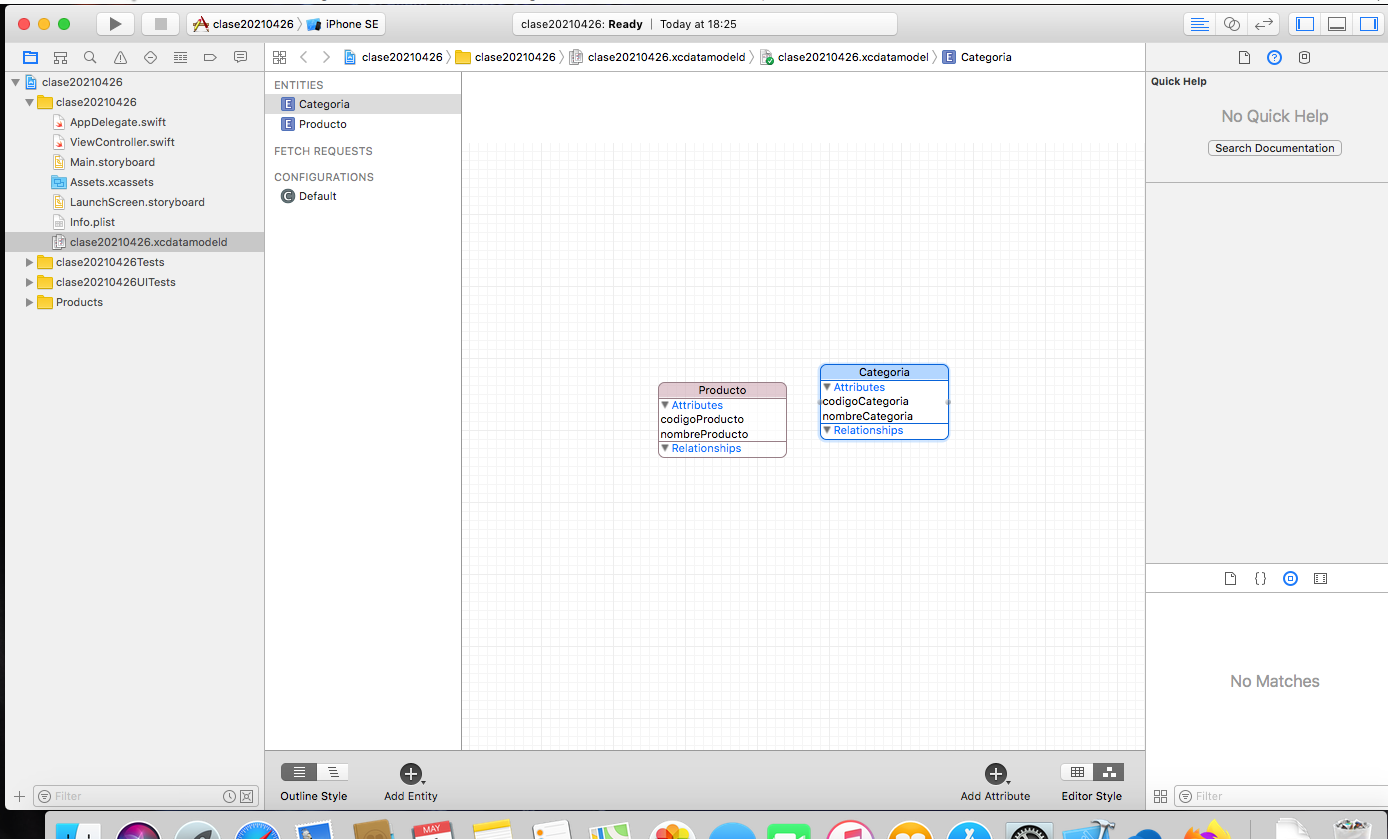 clase20210426 〉 iPhone SE
clase20210426: Ready | Today at 18:25
clase20210426 〉 clase20210426 〉 clase20210426.xcdatamodeld 〉 clase20210426.xcdatamodel 〉 E Categoria
clase20210426
clase20210426
AppDelegate.swift
ViewController.swift
Main.storyboard
Assets.xcassets
LaunchScreen.storyboard
Info.plist
clase20210426.xcdatamodeld
clase20210426Tests
clase20210426UITests
Products
Filter
ENTITIES
E Categoria
E Producto
FETCH REQUESTS
CONFIGURATIONS
C Default
Producto
Attributes
codigoProducto
nombreProducto
Relationships
Categoria
Attributes
codigoCategoria
nombreCategoria
Relationships
Outline Style
Add Entity
Add Attribute
Editor Style
Quick Help
No Quick Help
Search Documentation
{}
No Matches
Filter
MAY